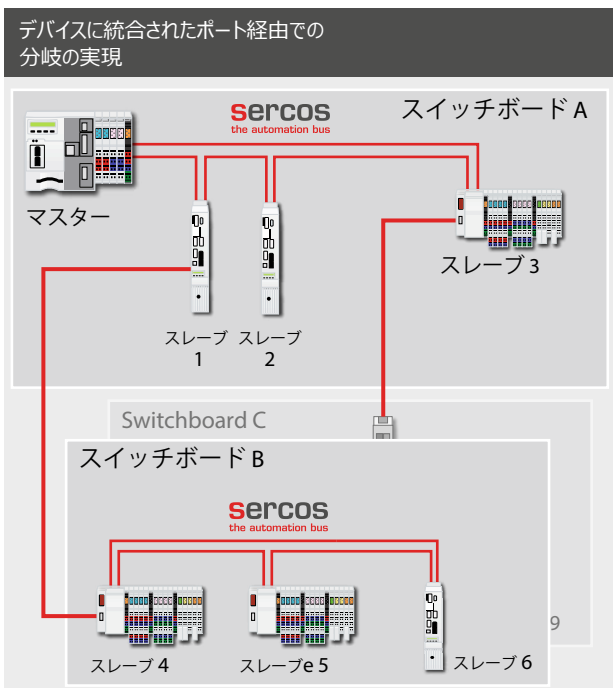 デバイスに統合されたポート経由での
分岐の実現
sercos
the automation bus
スイッチボード A
マスター
スレーブ 3
スレーブ
1
スレーブ
2
Switchboard C
スイッチボード B
sercos
the automation bus
9
スレーブ 4
スレーブe 5
スレーブ 6